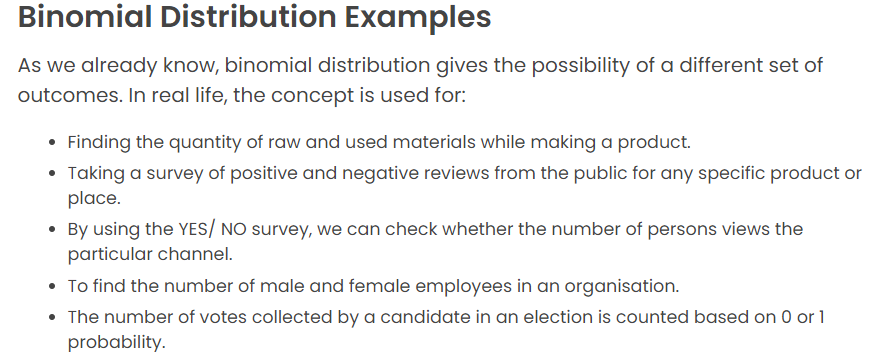 Binomial Distribution Examples
As we already know, binomial distribution gives the possibility of a different set of
outcomes. In real life, the concept is used for:
• Finding the quantity of raw and used materials while making a product.
• Taking a survey of positive and negative reviews from the public for any specific product or
place.
• By using the YES/ NO survey, we can check whether the number of persons views the
particular channel.
• To find the number of male and female employees in an organisation.
• The number of votes collected by a candidate in an election is counted based on 0 or 1
probability.